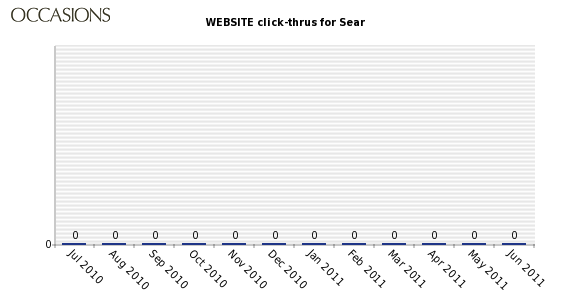 OCCASIONS
WEBSITE click-thrus for Sear
0 0 0 0 0 0 0 0 0 0 0 0
0
Jul 2010 Aug 2010 Sep 2010 Oct 2010 Nov 2010 Dec 2010 Jan 2011 Feb 2011 Mar 2011 Apr 2011 May 2011 Jun 2011